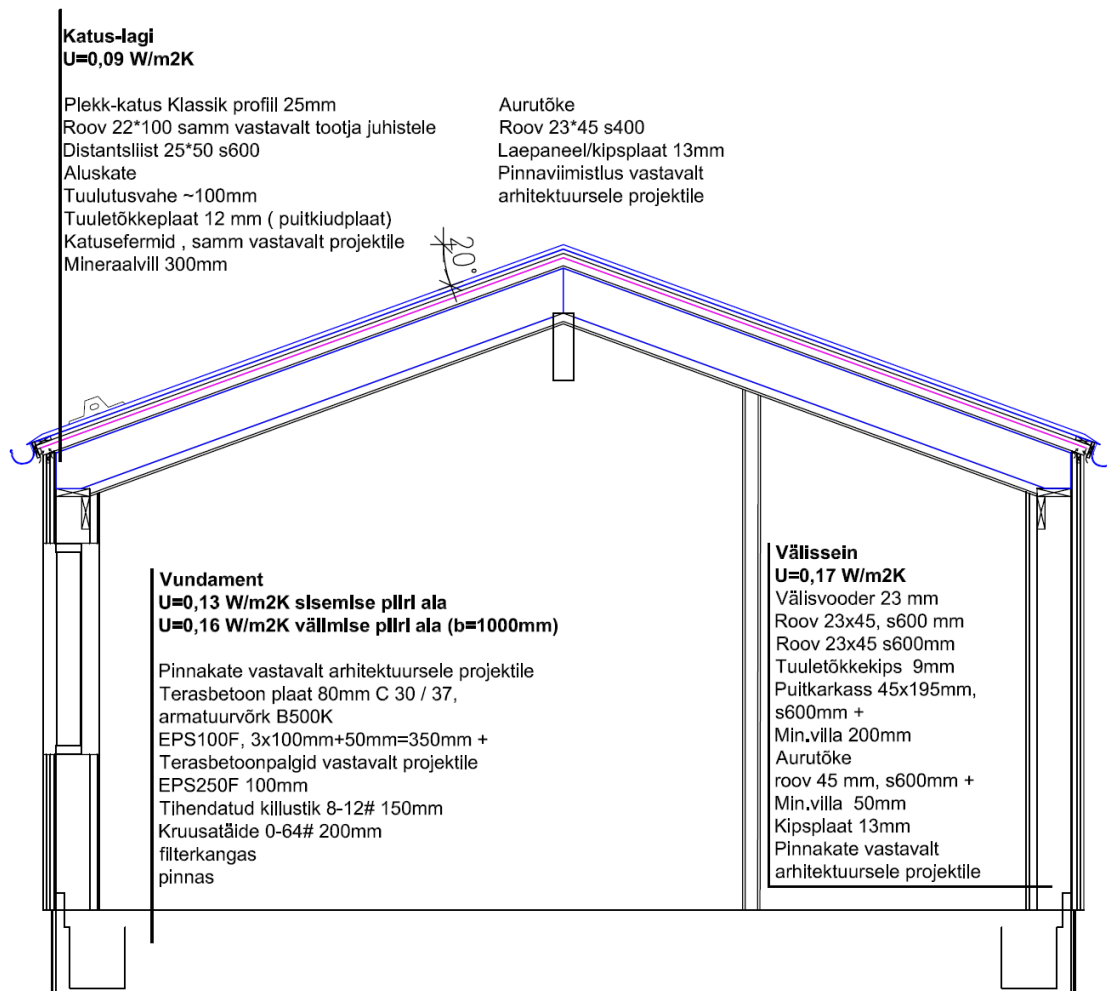 Katus-lagi
U=0,09 W/m2K
Plekk-katus Klassik profiil 25mm
Roov 22*100 samm vastavalt tootja juhistele
Distantsliist 25*50 s600
Aluskate
Tuulutusvahe ~100mm
Tuuletõkkeplaat 12 mm ( puitkiudplaat)
Katusefermid , samm vastavalt projektile
Mineraalvill 300mm
Aurutõke
Roov 23*45 s400
Laepaneel/kipsplaat 13mm
Pinnaviimistlus vastavalt
arhitektuursele projektile
20°
Vundament
U=0,13 W/m2K sisemise piiri ala
U=0,16 W/m2K välimise piiri ala (b=1000mm)
Pinnakate vastavalt arhitektuursele projektile
Terasbetoon plaat 80mm C 30 / 37,
armatuurvõrk B500K
EPS100F, 3x100mm+50mm=350mm +
Terasbetoonpalgid vastavalt projektile
EPS250F 100mm
Tihendatud killustik 8-12# 150mm
Kruusatäide 0-64# 200mm
filterkangas
pinnas
Välissein
U=0,17 W/m2K
Välisvooder 23 mm
Roov 23x45, s600 mm
Roov 23x45 s600mm
Tuuletõkkekips 9mm
Puitkarkass 45x195mm,
s600mm +
Min.villa 200mm
Aurutõke
roov 45 mm, s600mm +
Min.villa 50mm
Kipsplaat 13mm
Pinnakate vastavalt
arhitektuursele projektile